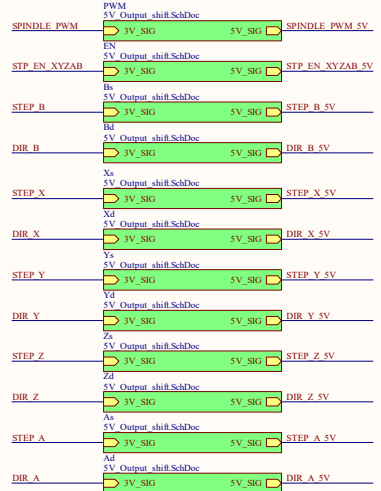 PWM
5V_Output_shift.SchDoc
SPINDLE_PWM 3V_SIG 5V_SIG SPINDLE_PWM_5V
EN
5V_Output_shift.SchDoc
STP_EN_XYZAB 3V_SIG 5V_SIG STP_EN_XYZAB_5V
Bs
5V_Output_shift.SchDoc
STEP_B 3V_SIG 5V_SIG STEP_B_5V
Bd
5V_Output_shift.SchDoc
DIR_B 3V_SIG 5V_SIG DIR_B_5V
Xs
5V_Output_shift.SchDoc
STEP_X 3V_SIG 5V_SIG STEP_X_5V
Xd
5V_Output_shift.SchDoc
DIR_X 3V_SIG 5V_SIG DIR_X_5V
Ys
5V_Output_shift.SchDoc
STEP_Y 3V_SIG 5V_SIG STEP_Y_5V
Yd
5V_Output_shift.SchDoc
DIR_Y 3V_SIG 5V_SIG DIR_Y_5V
Zs
5V_Output_shift.SchDoc
STEP_Z 3V_SIG 5V_SIG STEP_Z_5V
Zd
5V_Output_shift.SchDoc
DIR_Z 3V_SIG 5V_SIG DIR_Z_5V
As
5V_Output_shift.SchDoc
STEP_A 3V_SIG 5V_SIG STEP_A_5V
Ad
5V_Output_shift.SchDoc
DIR_A 3V_SIG 5V_SIG DIR_A_5V